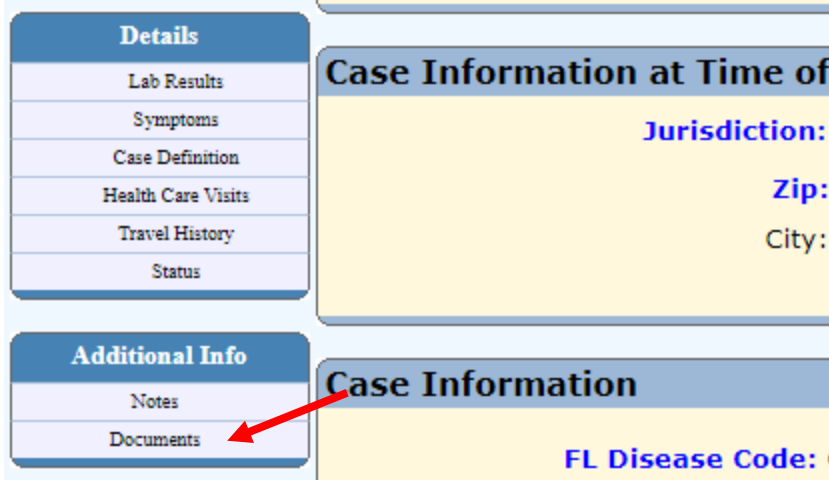 Details
Lab Results
Symptoms
Case Definition
Health Care Visits
Travel History
Status
Additional Info
Notes
Documents
Case Information at Time of
Jurisdiction:
Zip:
City:
Case Information
FL Disease Code: